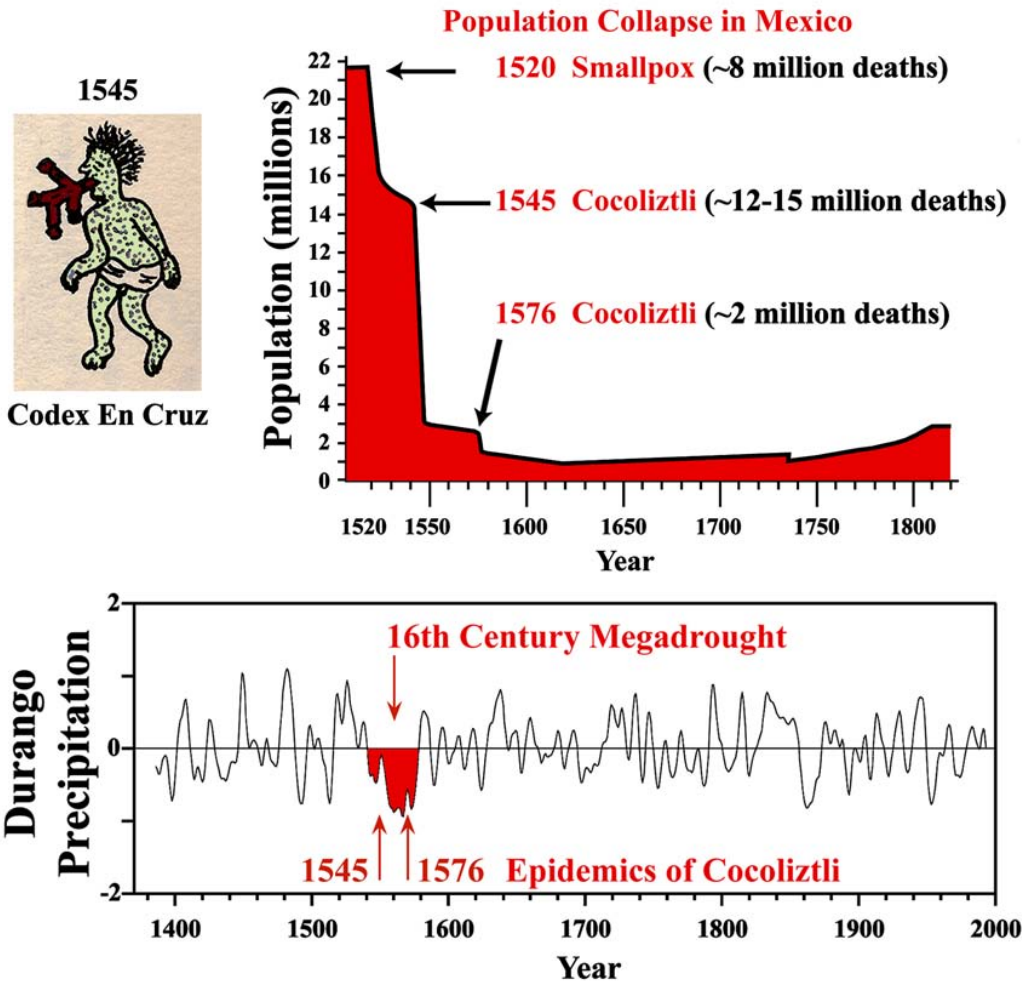 Population Collapse in Mexico
1520 Smallpox (~8 million deaths)
1545 Cocoliztli (~12-15 million deaths)
1576 Cocoliztli (~2 million deaths)
Population (millions)
22
20
18
16
14
12
10
8
6
4
2
0
1520 1550 1600 1650 1700 1750 1800
Year
1545
Codex En Cruz
16th Century Megadrought
Durango
Precipitation
2
0
-2
1545 1576 Epidemics of Cocoliztli
1400 1500 1600 1700 1800 1900 2000
Year